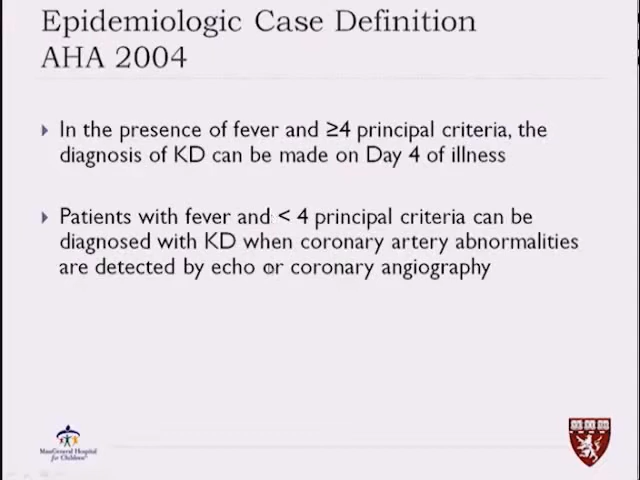 Epidemiologic Case Definition
AHA 2004
In the presence of fever and ≥4 principal criteria, the
diagnosis of KD can be made on Day 4 of illness
Patients with fever and < 4 principal criteria can be
diagnosed with KD when coronary artery abnormalities
are detected by echo or coronary angiography
MassGeneral Hospital
for Children